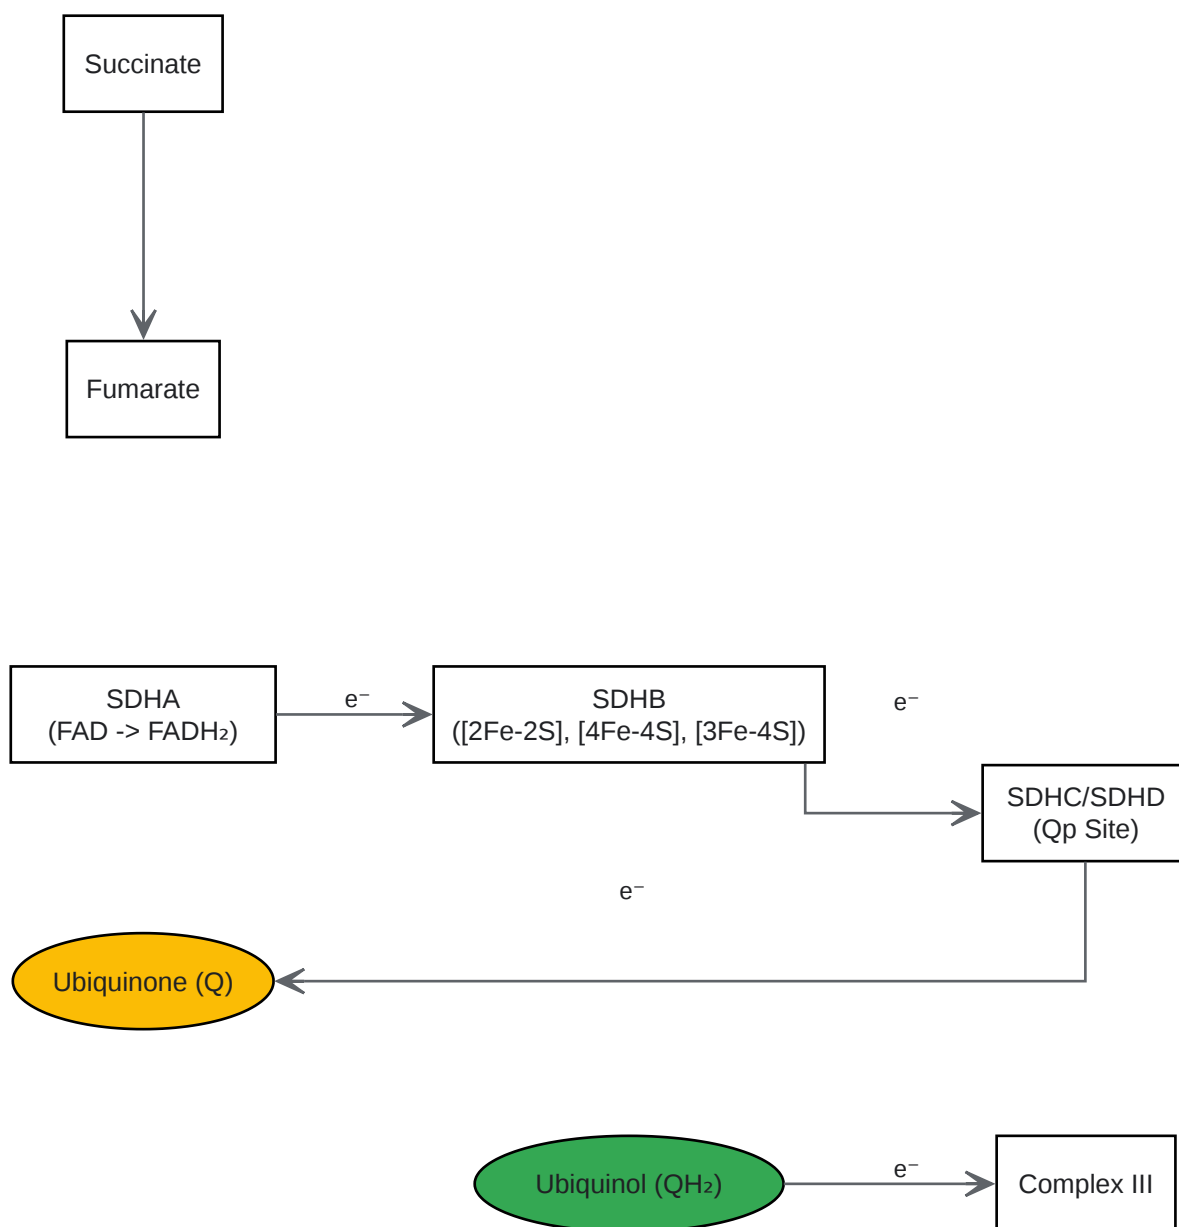 Succinate
Fumarate
SDHA
(FAD -> FADH₂)
e⁻
SDHB
([2Fe-2S], [4Fe-4S], [3Fe-4S])
e⁻
SDHC/SDHD
(Qp Site)
e⁻
Ubiquinone (Q)
Ubiquinol (QH₂)
e⁻
Complex III